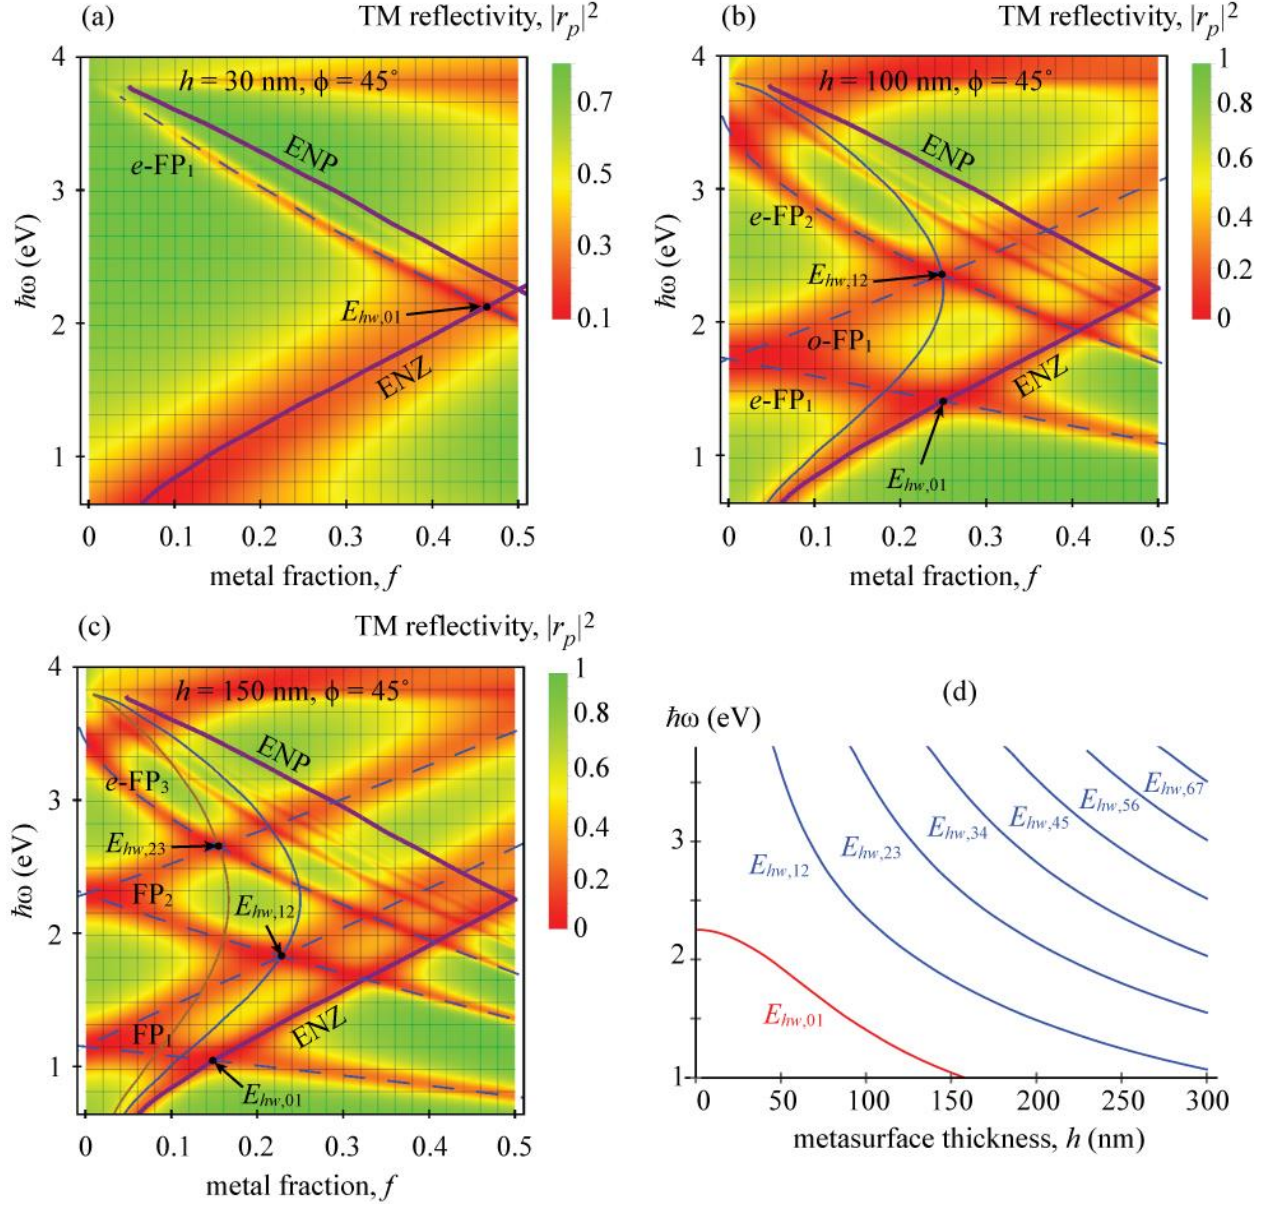 (a)
TM reflectivity, |r_p|²
h = 30 nm, ϕ = 45°
ENP
e-FP₁
E_hw,01
ENZ
4
3
2
1
ħω (eV)
0 0.1 0.2 0.3 0.4 0.5
metal fraction, f
0.7
0.5
0.3
0.1
(b)
TM reflectivity, |r_p|²
h = 100 nm, ϕ = 45°
ENP
e-FP₂
E_hw,12
o-FP₁
ENZ
e-FP₁
E_hw,01
4
3
2
1
ħω (eV)
0 0.1 0.2 0.3 0.4 0.5
metal fraction, f
1
0.8
0.6
0.4
0.2
0
(c)
TM reflectivity, |r_p|²
h = 150 nm, ϕ = 45°
ENP
e-FP₃
E_hw,23
FP₂
E_hw,12
FP₁
ENZ
E_hw,01
4
3
2
1
ħω (eV)
0 0.1 0.2 0.3 0.4 0.5
metal fraction, f
1
0.8
0.6
0.4
0.2
0
(d)
ħω (eV)
E_hw,67
E_hw,56
E_hw,45
E_hw,34
E_hw,23
E_hw,12
E_hw,01
3
2
1
0 50 100 150 200 250 300
metasurface thickness, h (nm)